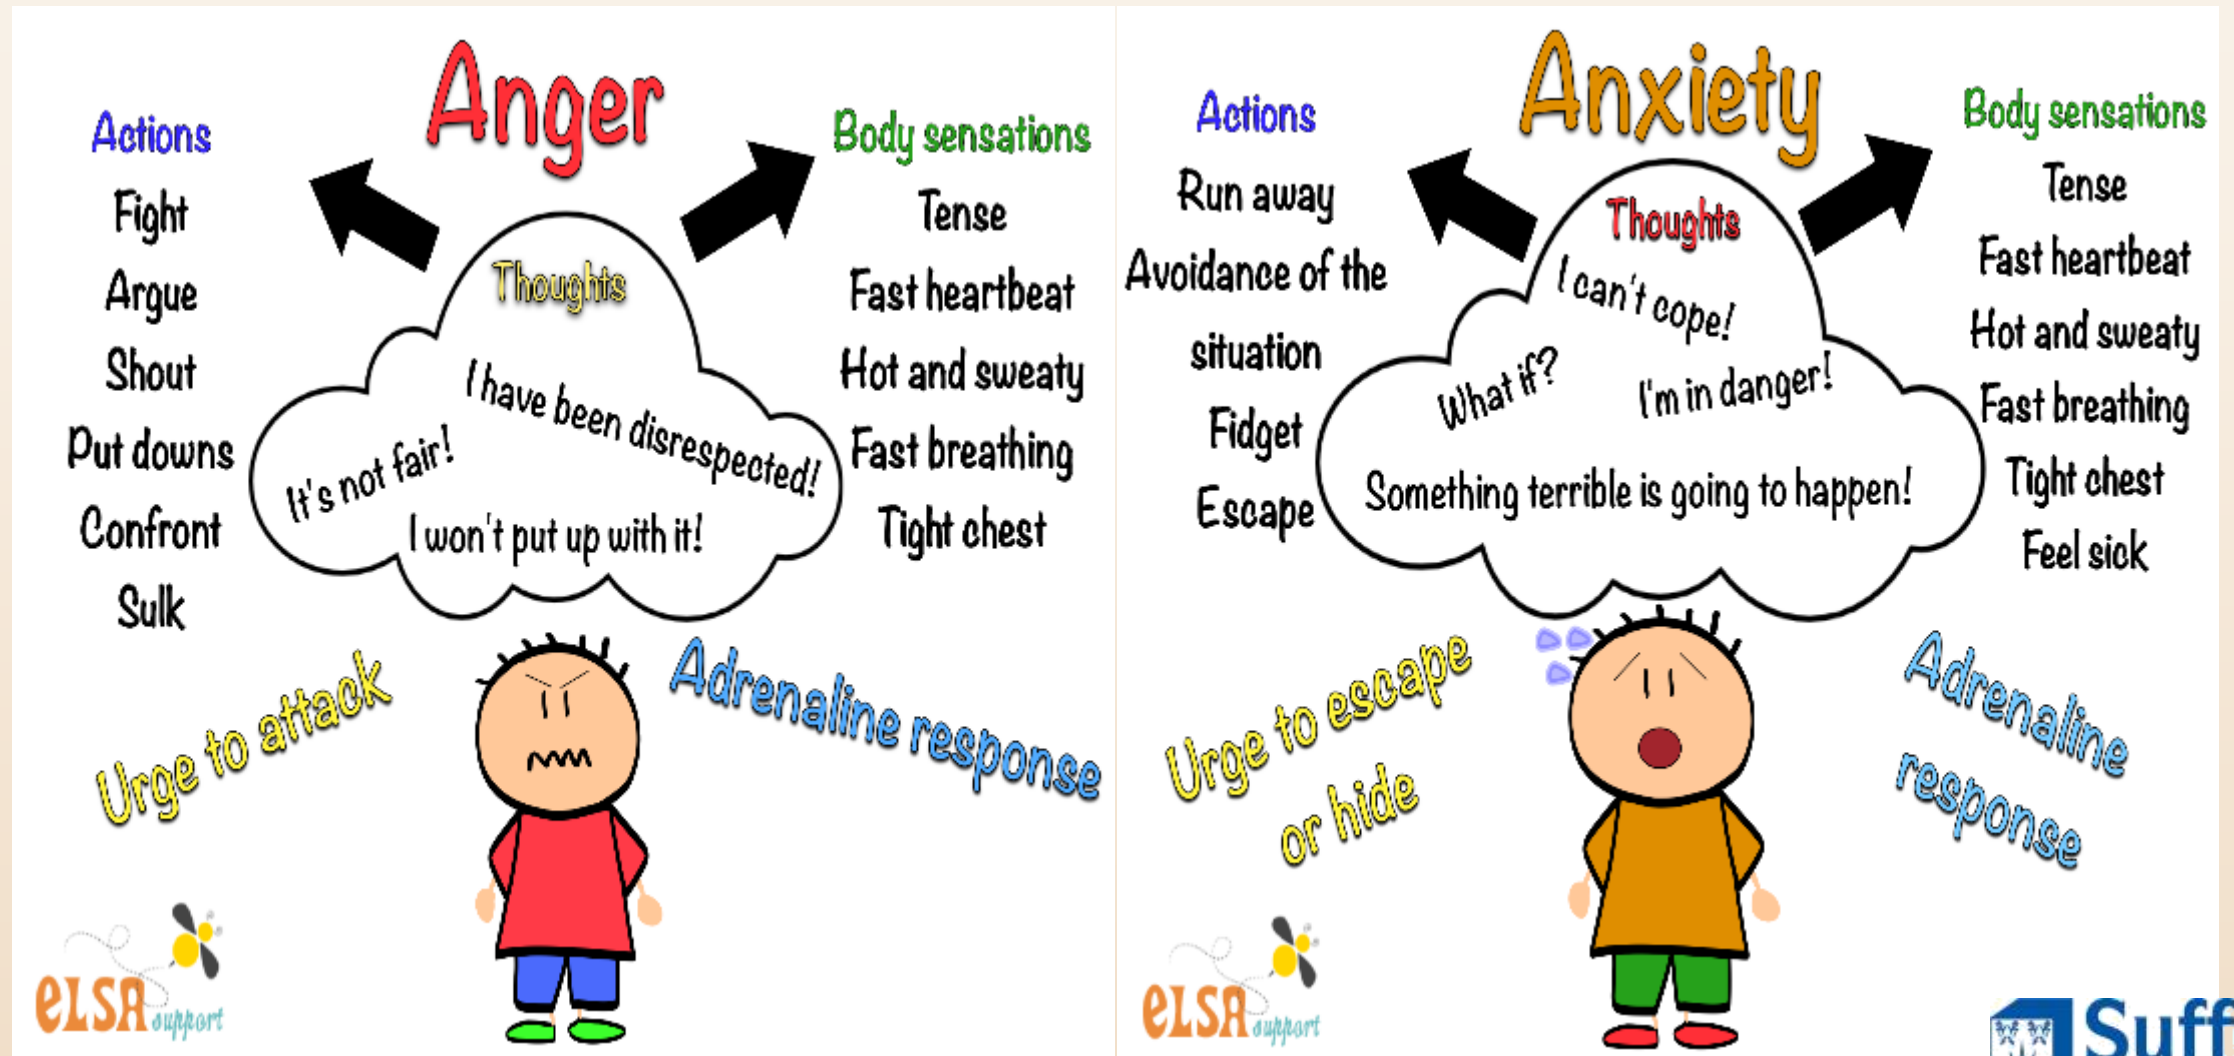 Anger
Actions
Fight
Argue
Shout
Put downs
Confront
Sulk
Thoughts
I have been disrespected!
It's not fair!
I won't put up with it!
Body sensations
Tense
Fast heartbeat
Hot and sweaty
Fast breathing
Tight chest
Urge to attack
Adrenaline response
eLSA support
Anxiety
Actions
Run away
Avoidance of the
situation
Fidget
Escape
Thoughts
I can't cope!
What if?
I'm in danger!
Something terrible is going to happen!
Body sensations
Tense
Fast heartbeat
Hot and sweaty
Fast breathing
Tight chest
Feel sick
Urge to escape
or hide
Adrenaline
response
eLSA support
Suff